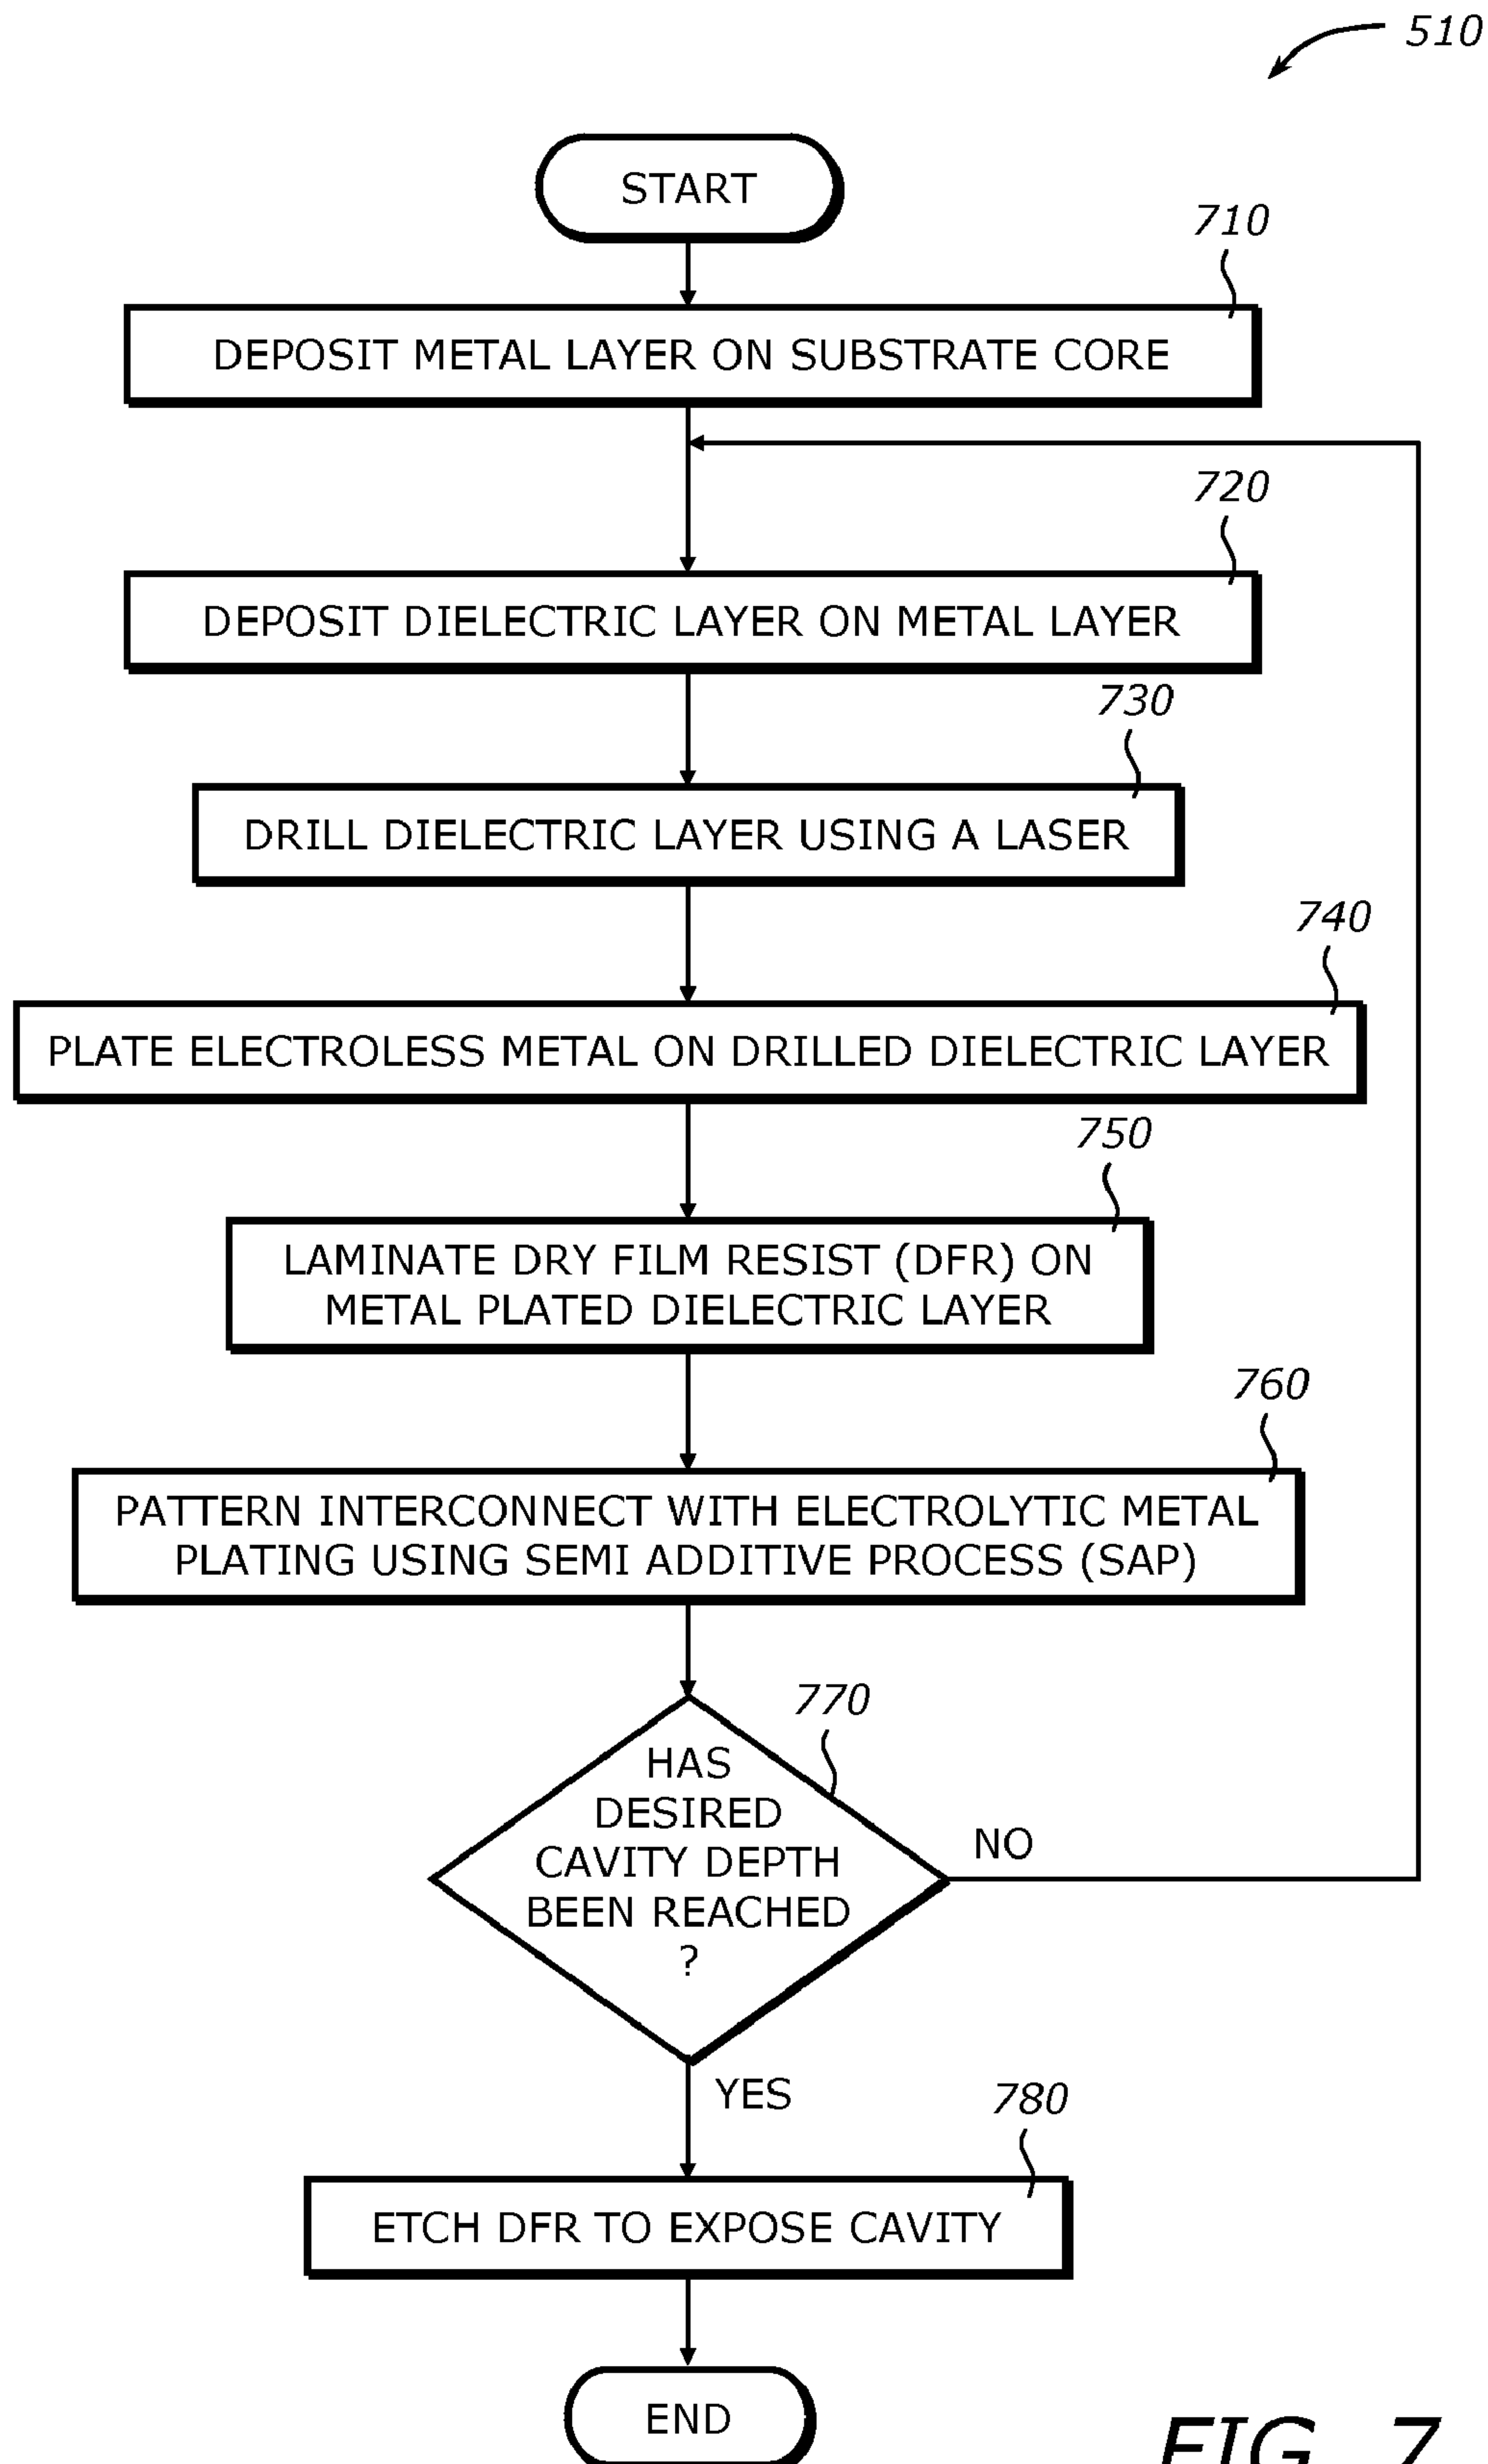 510
START
710
DEPOSIT METAL LAYER ON SUBSTRATE CORE
720
DEPOSIT DIELECTRIC LAYER ON METAL LAYER
730
DRILL DIELECTRIC LAYER USING A LASER
740
PLATE ELECTROLESS METAL ON DRILLED DIELECTRIC LAYER
750
LAMINATE DRY FILM RESIST (DFR) ON
METAL PLATED DIELECTRIC LAYER
760
PATTERN INTERCONNECT WITH ELECTROLYTIC METAL
PLATING USING SEMI ADDITIVE PROCESS (SAP)
770
HAS
DESIRED
CAVITY DEPTH
BEEN REACHED
?
NO
YES
780
ETCH DFR TO EXPOSE CAVITY
END
FIG. 7